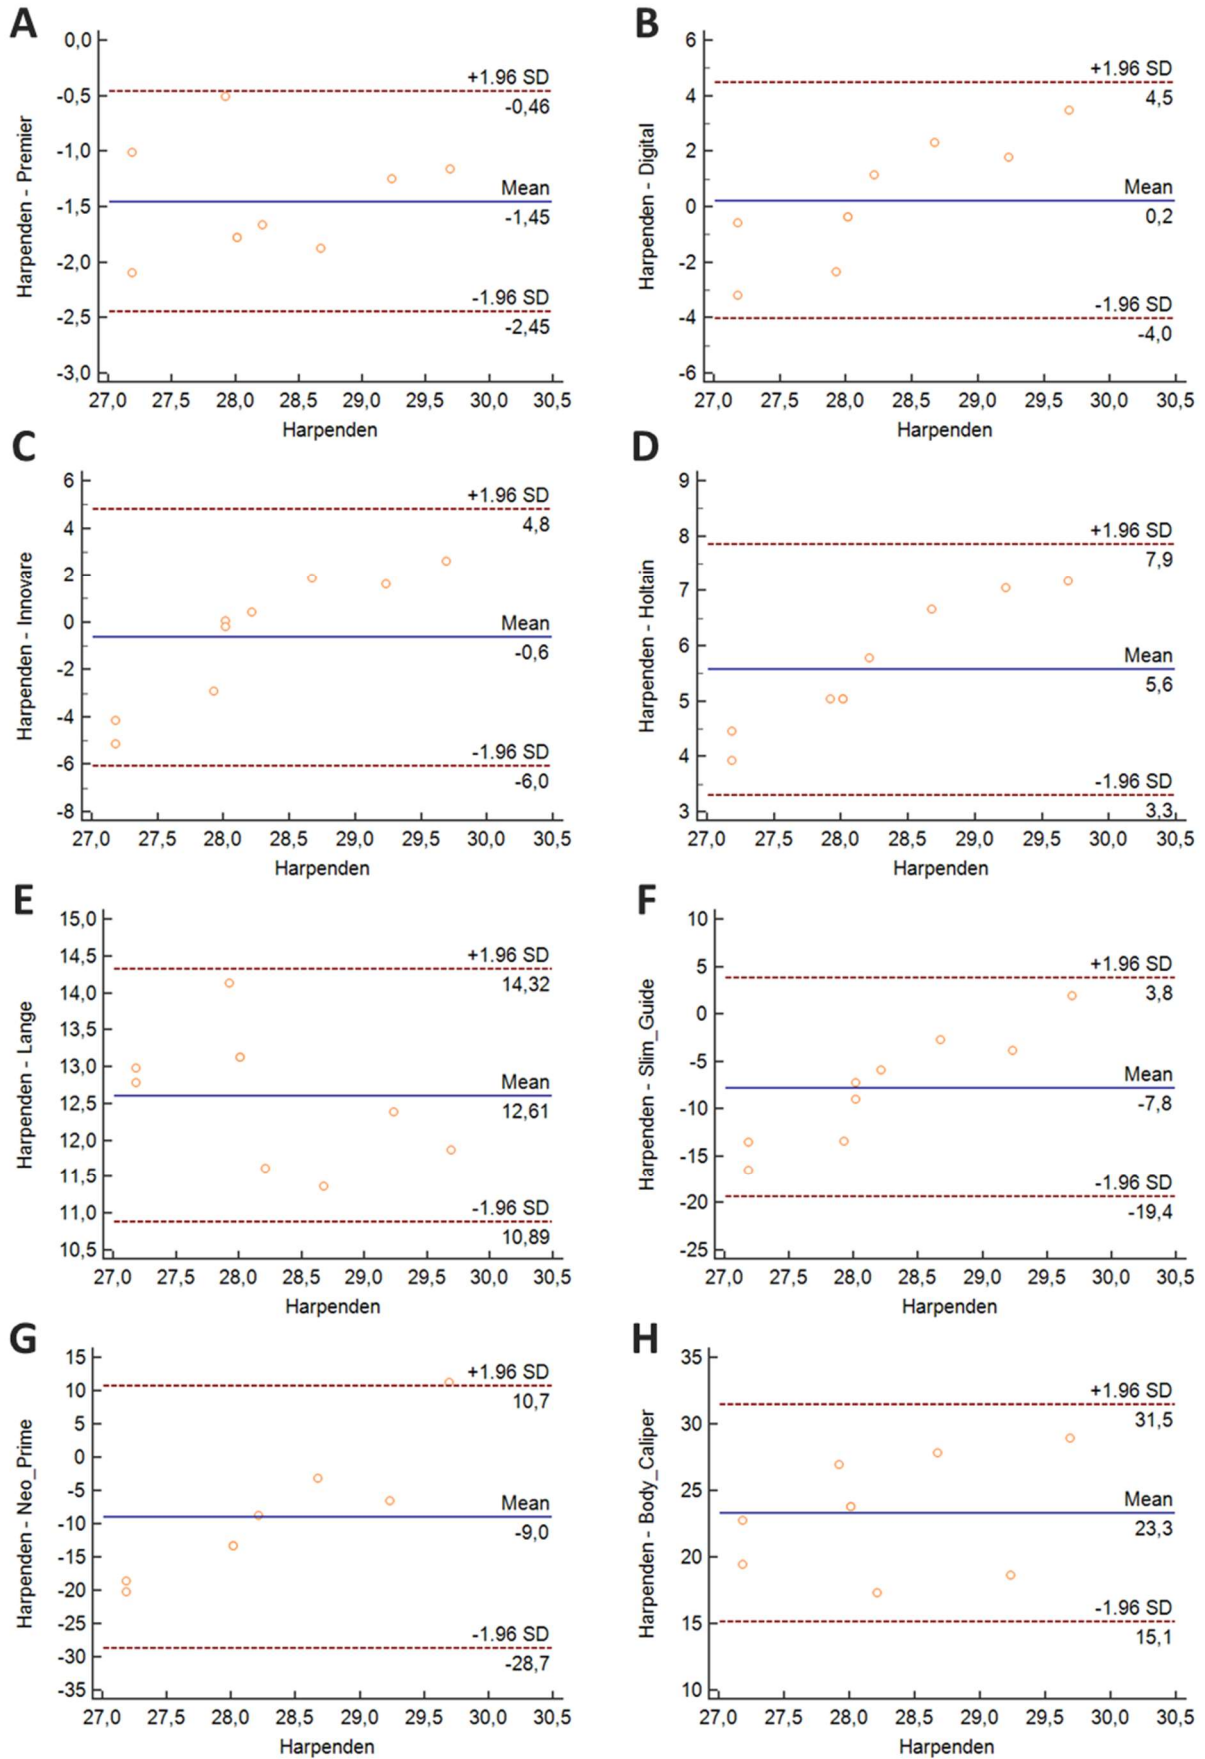 A
0,0
-0,5
-1,0
-1,5
-2,0
-2,5
-3,0
Harpenden - Premier
+1.96 SD
-0,46
Mean
-1,45
-1.96 SD
-2,45
27,0 27,5 28,0 28,5 29,0 29,5 30,0 30,5
Harpenden
B
6
4
2
0
-2
-4
-6
Harpenden - Digital
+1.96 SD
4,5
Mean
0,2
-1.96 SD
-4,0
27,0 27,5 28,0 28,5 29,0 29,5 30,0 30,5
Harpenden
C
6
4
2
0
-2
-4
-6
-8
Harpenden - Innovare
+1.96 SD
4,8
Mean
-0,6
-1.96 SD
-6,0
27,0 27,5 28,0 28,5 29,0 29,5 30,0 30,5
Harpenden
D
9
8
7
6
5
4
3
Harpenden - Holtain
+1.96 SD
7,9
Mean
5,6
-1.96 SD
3,3
27,0 27,5 28,0 28,5 29,0 29,5 30,0 30,5
Harpenden
E
15,0
14,5
14,0
13,5
13,0
12,5
12,0
11,5
11,0
10,5
Harpenden - Lange
+1.96 SD
14,32
Mean
12,61
-1.96 SD
10,89
27,0 27,5 28,0 28,5 29,0 29,5 30,0 30,5
Harpenden
F
10
5
0
-5
-10
-15
-20
-25
Harpenden - Slim_Guide
+1.96 SD
3,8
Mean
-7,8
-1.96 SD
-19,4
27,0 27,5 28,0 28,5 29,0 29,5 30,0 30,5
Harpenden
G
15
10
5
0
-5
-10
-15
-20
-25
-30
-35
Harpenden - Neo_Prime
+1.96 SD
10,7
Mean
-9,0
-1.96 SD
-28,7
27,0 27,5 28,0 28,5 29,0 29,5 30,0 30,5
Harpenden
H
35
30
25
20
15
10
Harpenden - Body_Caliper
+1.96 SD
31,5
Mean
23,3
-1.96 SD
15,1
27,0 27,5 28,0 28,5 29,0 29,5 30,0 30,5
Harpenden